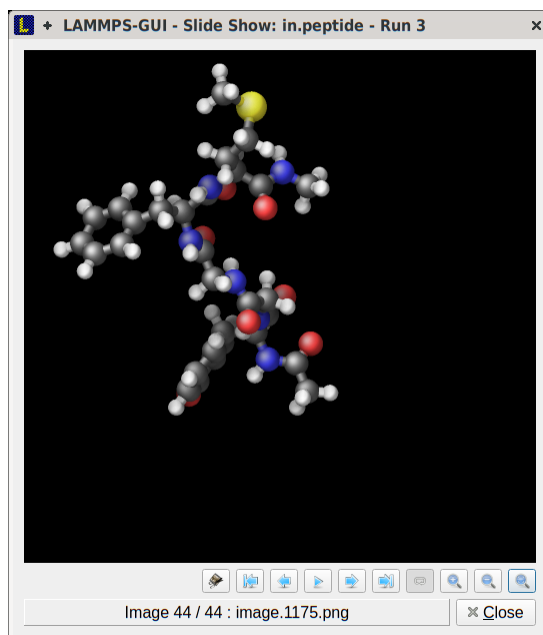 LAMMPS-GUI - Slide Show: in.peptide - Run 3
Image 44 / 44 : image.1175.png
Close